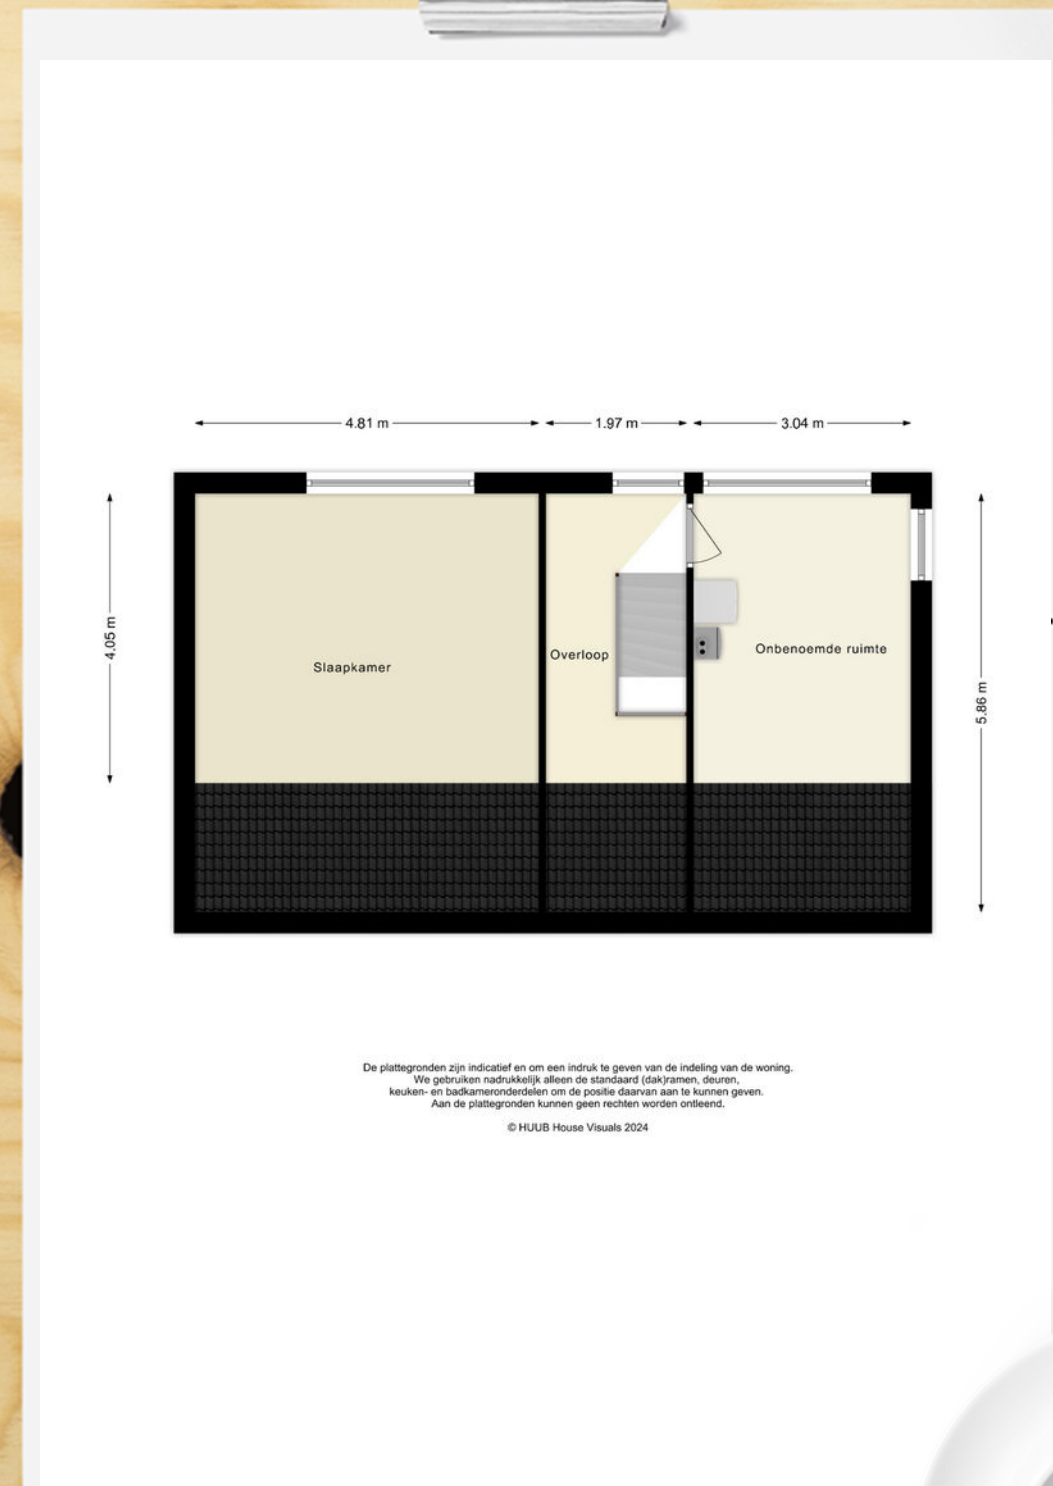 4.81 m
1.97 m
3.04 m
4.05 m
5.86 m
Slaapkamer
Overloop
Onbenoemde ruimte
De plattegronden zijn indicatief en om een indruk te geven van de indeling van de woning.
We gebruiken nadrukkelijk alleen de standaard (dak)ramen, deuren,
keuken- en badkameronderdelen om de positie daarvan aan te kunnen geven.
Aan de plattegronden kunnen geen rechten worden ontleend.
© HUUB House Visuals 2024